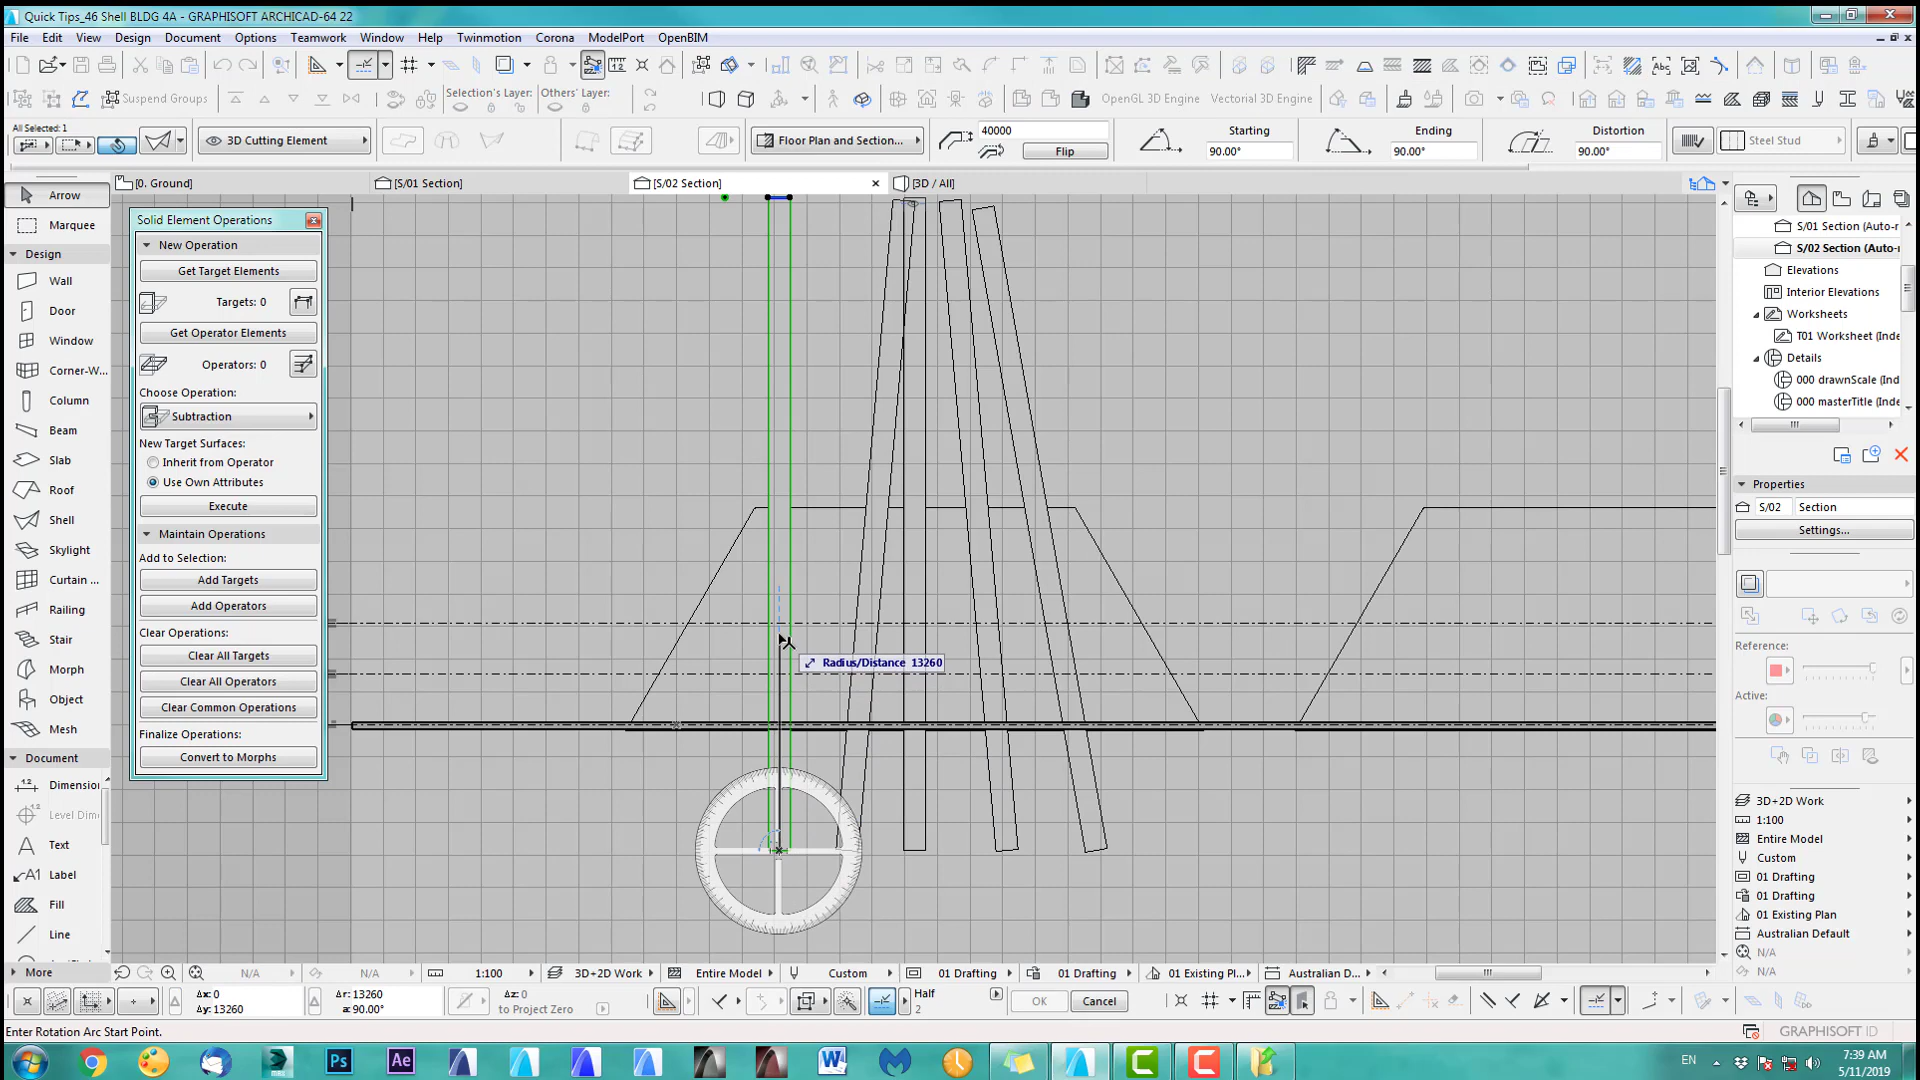 Quick Tips_46 Shell BLDG 4A - GRAPHISOFT ARCHICAD-64 22
File Edit View Design Document Options Teamwork Window Help Twinmotion Corona ModelPort OpenBIM
Suspend Groups
Selection's Layer:
Others' Layer:
OpenGL 3D Engine
Vectorial 3D Engine
All Selected: 1
3D Cutting Element
Floor Plan and Section...
40000
Flip
Starting
90.00°
Ending
90.00°
Distortion
90.00°
Steel Stud
[0. Ground]
[S/01 Section]
[S/02 Section]
[3D / All]
Arrow
Marquee
Design
Wall
Door
Window
Corner-W...
Column
Beam
Slab
Roof
Shell
Skylight
Curtain ...
Railing
Stair
Morph
Object
Mesh
Document
Dimension
Level Dim
Text
Label
Fill
Line
More
Solid Element Operations
New Operation
Get Target Elements
Targets: 0
Get Operator Elements
Operators: 0
Choose Operation:
Subtraction
New Target Surfaces:
Inherit from Operator
Use Own Attributes
Execute
Maintain Operations
Add to Selection:
Add Targets
Add Operators
Clear Operations:
Clear All Targets
Clear All Operators
Clear Common Operations
Finalize Operations:
Convert to Morphs
Radius/Distance 13260
S/01 Section (Auto-r
S/02 Section (Auto-
Elevations
Interior Elevations
Worksheets
T01 Worksheet (Inde
Details
000 drawnScale (Ind
000 masterTitle (Index
Properties
S/02 Section
Settings...
Reference:
Active:
3D+2D Work
1:100
Entire Model
Custom
01 Drafting
01 Drafting
01 Existing Plan
Australian Default
N/A
N/A
N/A N/A 1:100 3D+2D Work Entire Model Custom 01 Drafting 01 Drafting 01 Existing Pl... Australian D...
Δx: 0
Δy: 13260
Δr: 13260
a: 90.00°
Δz: 0
to Project Zero
Half
2
OK
Cancel
Enter Rotation Arc Start Point.
GRAPHISOFT ID
Ps
Ae
EN
7:39 AM
5/11/2019